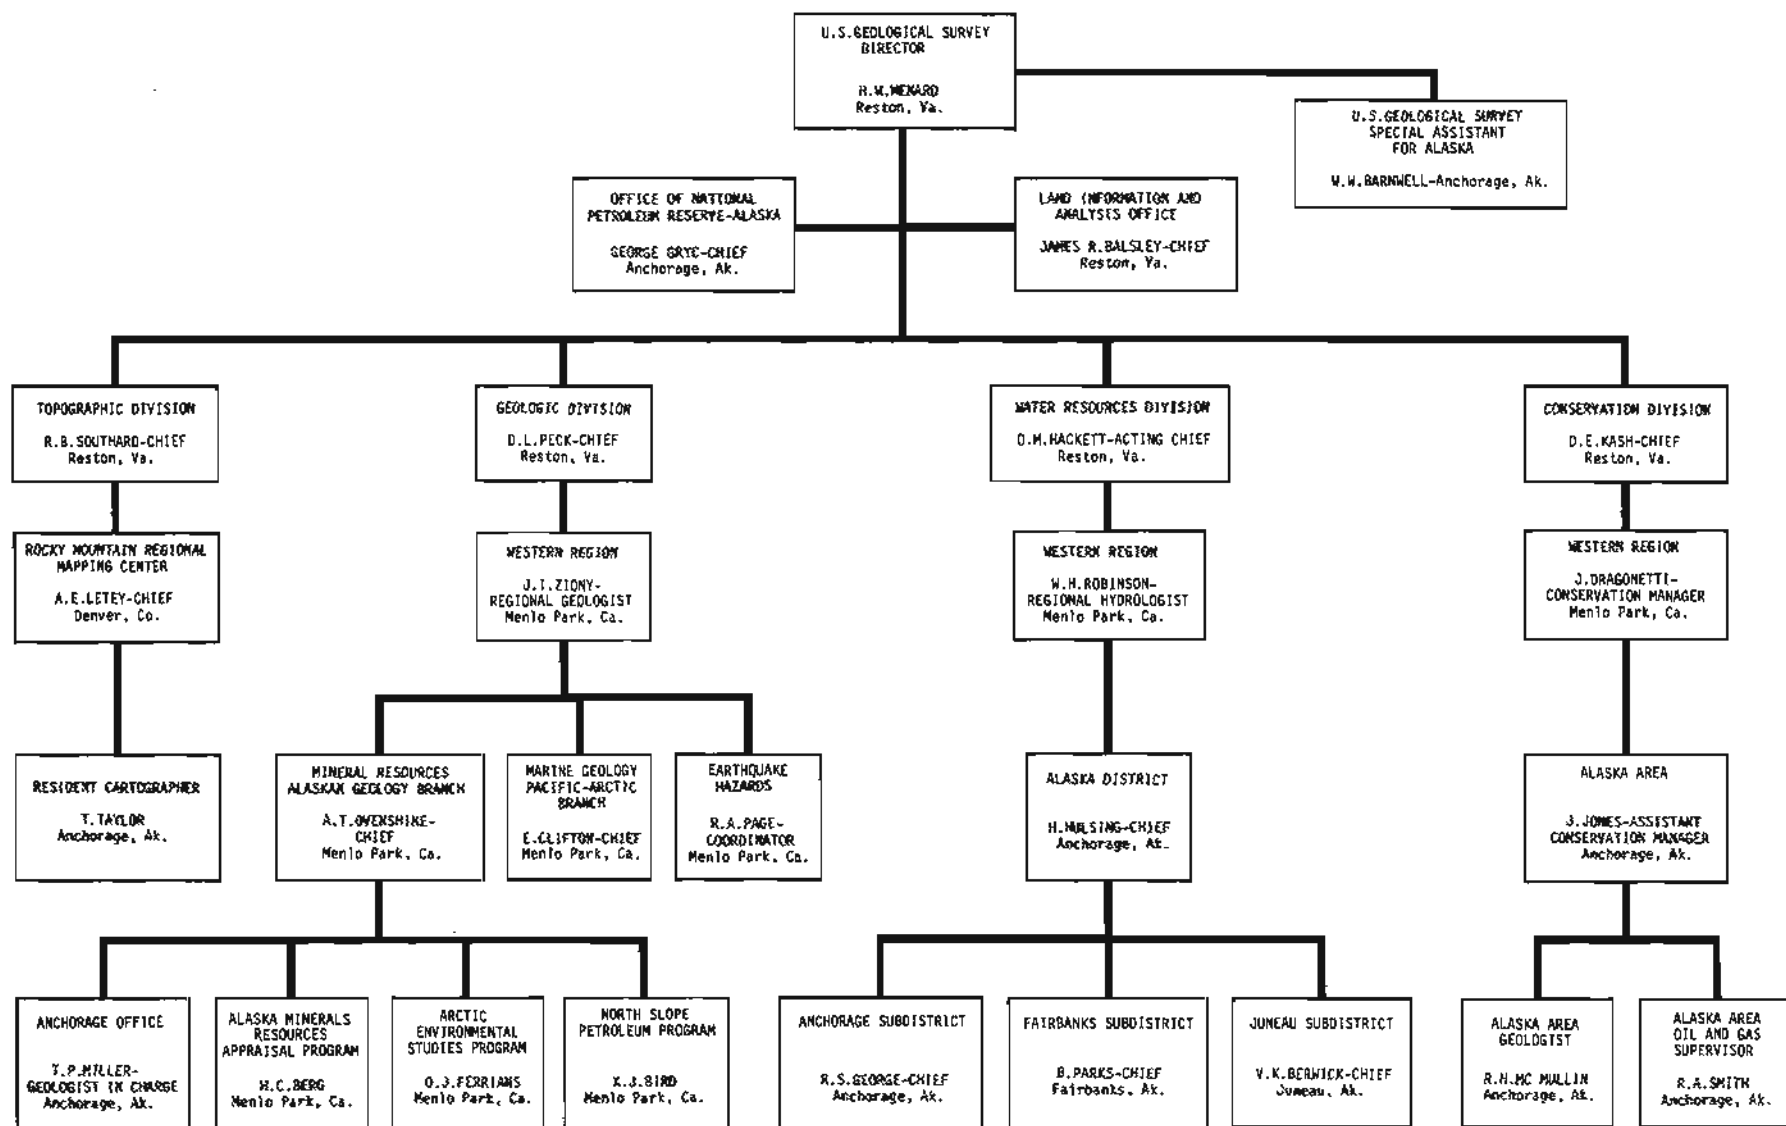 U.S.GEOLOGICAL SURVEY
DIRECTOR
H.W.MENARD
Reston, Va.
U.S.GEOLOGICAL SURVEY
SPECIAL ASSISTANT
FOR ALASKA
W.W.BARNWELL-Anchorage, Ak.
OFFICE OF NATIONAL
PETROLEUM RESERVE-ALASKA
GEORGE GRYC-CHIEF
Anchorage, Ak.
LAND INFORMATION AND
ANALYSIS OFFICE
JAMES R.BALSLEY-CHIEF
Reston, Va.
TOPOGRAPHIC DIVISION
R.B.SOUTHARD-CHIEF
Reston, Va.
GEOLOGIC DIVISION
D.L.PECK-CHIEF
Reston, Va.
WATER RESOURCES DIVISION
O.M.HACKETT-ACTING CHIEF
Reston, Va.
CONSERVATION DIVISION
D.E.KASH-CHIEF
Reston, Va.
ROCKY MOUNTAIN REGIONAL
MAPPING CENTER
A.E.LETEY-CHIEF
Denver, Co.
WESTERN REGION
J.I.ZIONY-
REGIONAL GEOLOGIST
Menlo Park, Ca.
WESTERN REGION
W.H.ROBINSON-
REGIONAL HYDROLOGIST
Menlo Park, Ca.
WESTERN REGION
J.DRAGONETTI-
CONSERVATION MANAGER
Menlo Park, Ca.
RESIDENT CARTOGRAPHER
T.TAYLOR
Anchorage, Ak.
MINERAL RESOURCES
ALASKAN GEOLOGY BRANCH
A.T.OVENSHINE-
CHIEF
Menlo Park, Ca.
MARINE GEOLOGY
PACIFIC-ARCTIC
BRANCH
E.CLIFTON-CHIEF
Menlo Park, Ca.
EARTHQUAKE
HAZARDS
R.A.PAGE-
COORDINATOR
Menlo Park, Ca.
ALASKA DISTRICT
H.HULSING-CHIEF
Anchorage, Ak.
ALASKA AREA
J.JONES-ASSISTANT
CONSERVATION MANAGER
Anchorage, Ak.
ANCHORAGE OFFICE
T.P.MILLER-
GEOLOGIST IN CHARGE
Anchorage, Ak.
ALASKA MINERALS
RESOURCES
APPRAISAL PROGRAM
H.C.BERG
Menlo Park, Ca.
ARCTIC
ENVIRONMENTAL
STUDIES PROGRAM
O.J.FERRIANS
Menlo Park, Ca.
NORTH SLOPE
PETROLEUM PROGRAM
K.J.BIRD
Menlo Park, Ca.
ANCHORAGE SUBDISTRICT
R.S.GEORGE-CHIEF
Anchorage, Ak.
FAIRBANKS SUBDISTRICT
B.PARKS-CHIEF
Fairbanks, Ak.
JUNEAU SUBDISTRICT
V.K.BERWICK-CHIEF
Juneau, Ak.
ALASKA AREA
GEOLOGIST
R.H.MC MULLIN
Anchorage, Ak.
ALASKA AREA
OIL AND GAS
SUPERVISOR
R.A.SMITH
Anchorage, Ak.